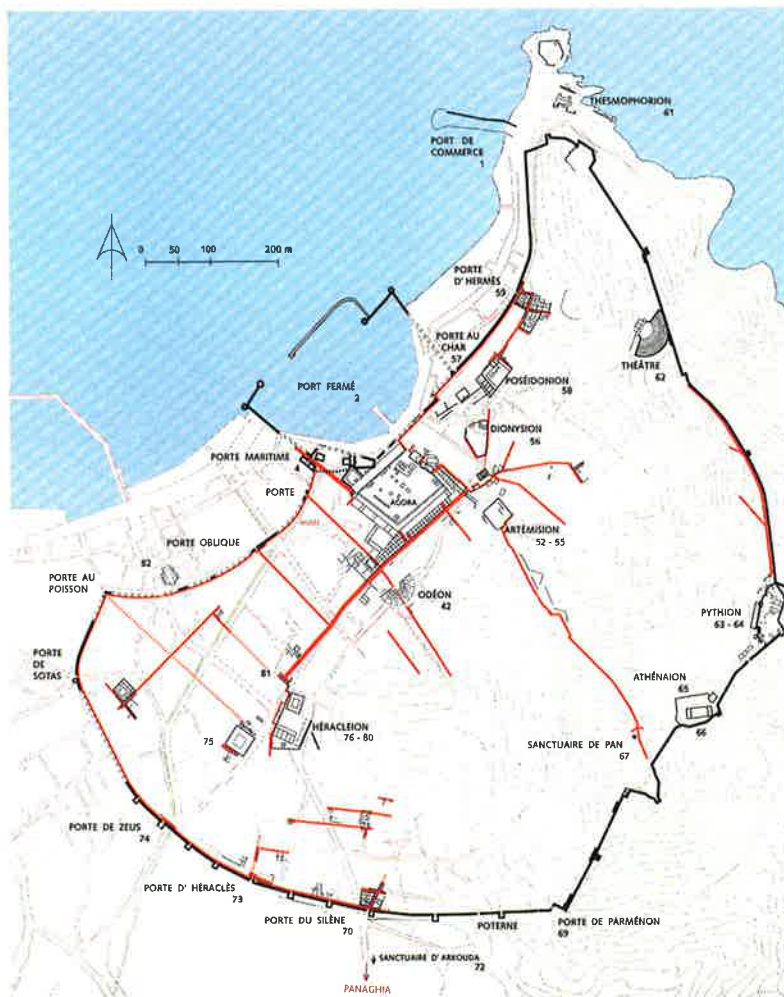 THESMOPHORION
61
PORT DE
COMMERCE
1
0 50 100 200 m
PORTE
D'HERMÈS
59
PORTE AU
CHAR
57
THÉÂTRE
62
POSÉIDONION
58
PORT FERMÉ
2
DIONYSION
56
PORTE MARITIME
4
AGORA
PORTE
ARTÉMISION
52 - 55
PORTE OBLIQUE
82
PORTE AU
POISSON
ODÉON
42
PYTHION
63 - 64
PORTE
DE
SOTAS
81
ATHÉNAION
65
66
HÉRACLEION
76 - 80
75
SANCTUAIRE DE PAN
67
PORTE DE ZEUS
74
PORTE D' HÉRACLÈS
73
PORTE DU SILÈNE
70
POTERNE
PORTE DE PARMÉNON
69
SANCTUAIRE D'ARKOUDA
72
PANAGHIA